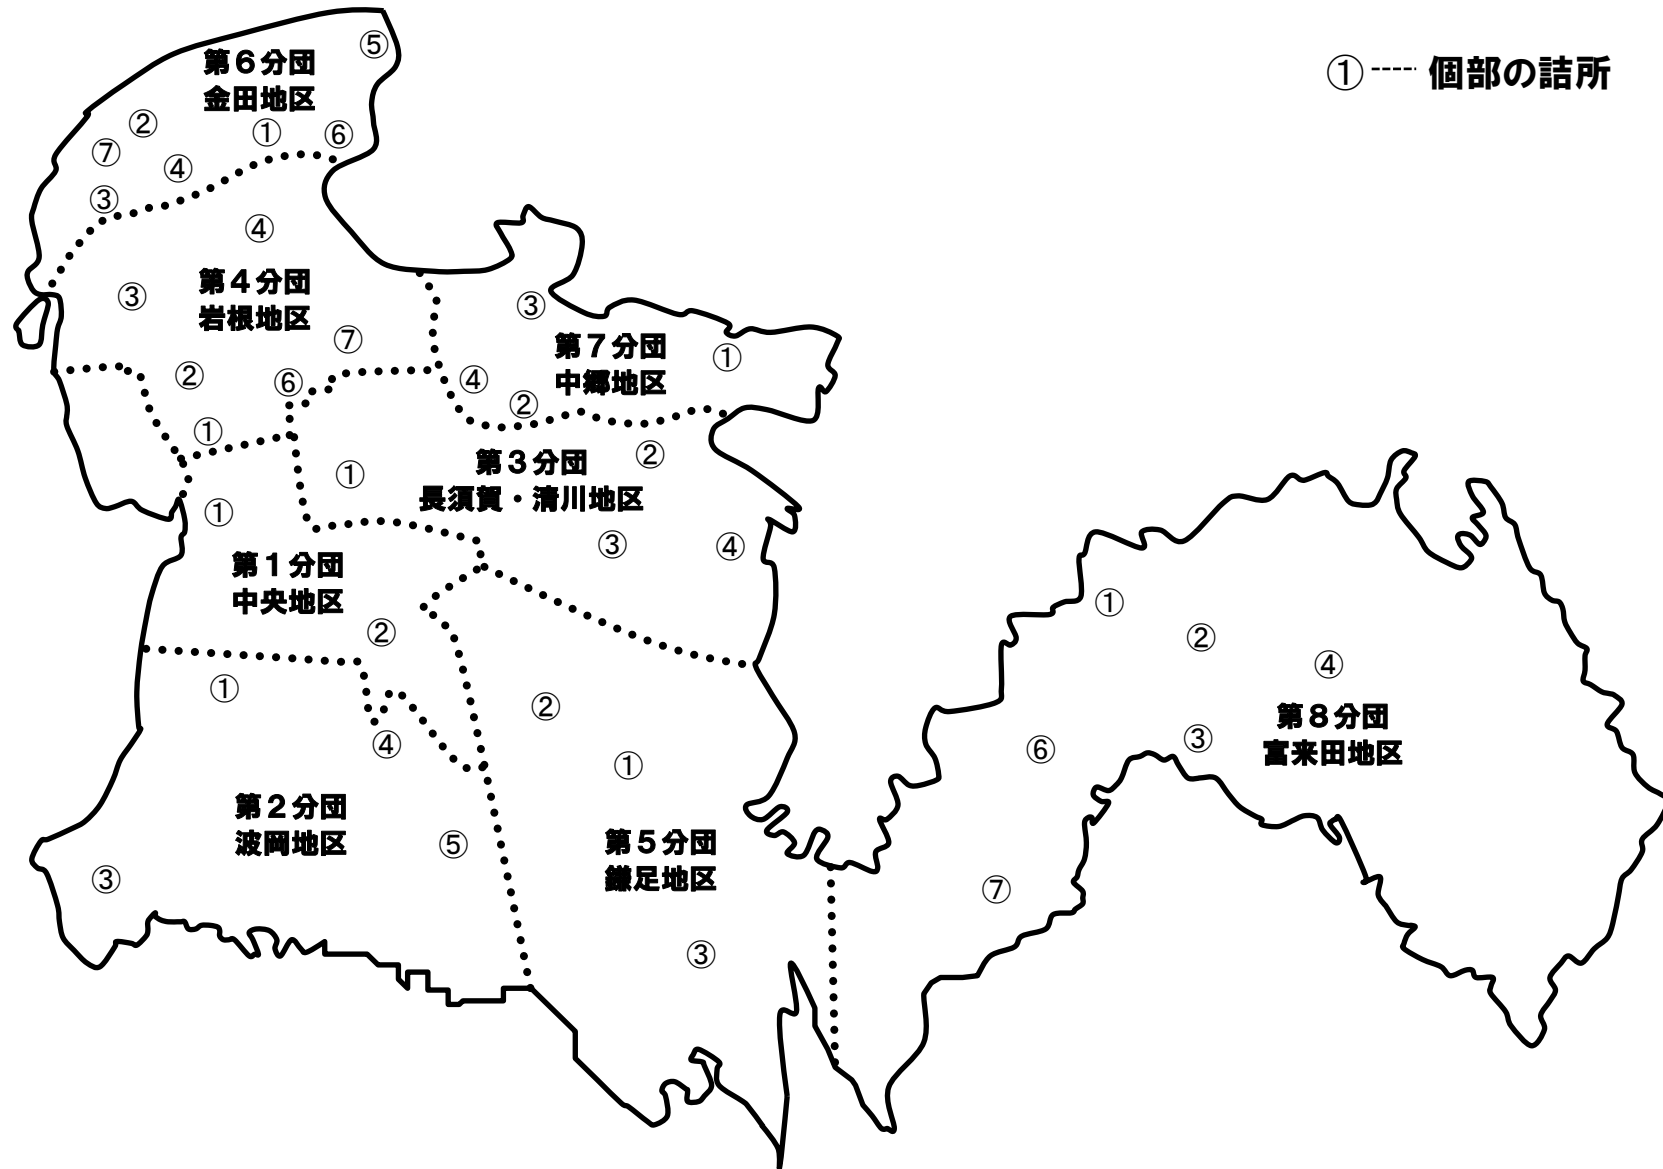 ① 個部の詰所
⑤
第6分団
金田地区
②
①
⑥
⑦
④
③
④
第4分団
岩根地区
③
⑦
②
⑥
①
③
第7分団
中郷地区
①
④
②
第3分団
長須賀・清川地区
①
②
③
④
①
第1分団
中央地区
②
①
④
第2分団
波岡地区
⑤
③
②
①
第5分団
鎌足地区
③
①
②
④
第8分団
富来田地区
③
⑥
⑦